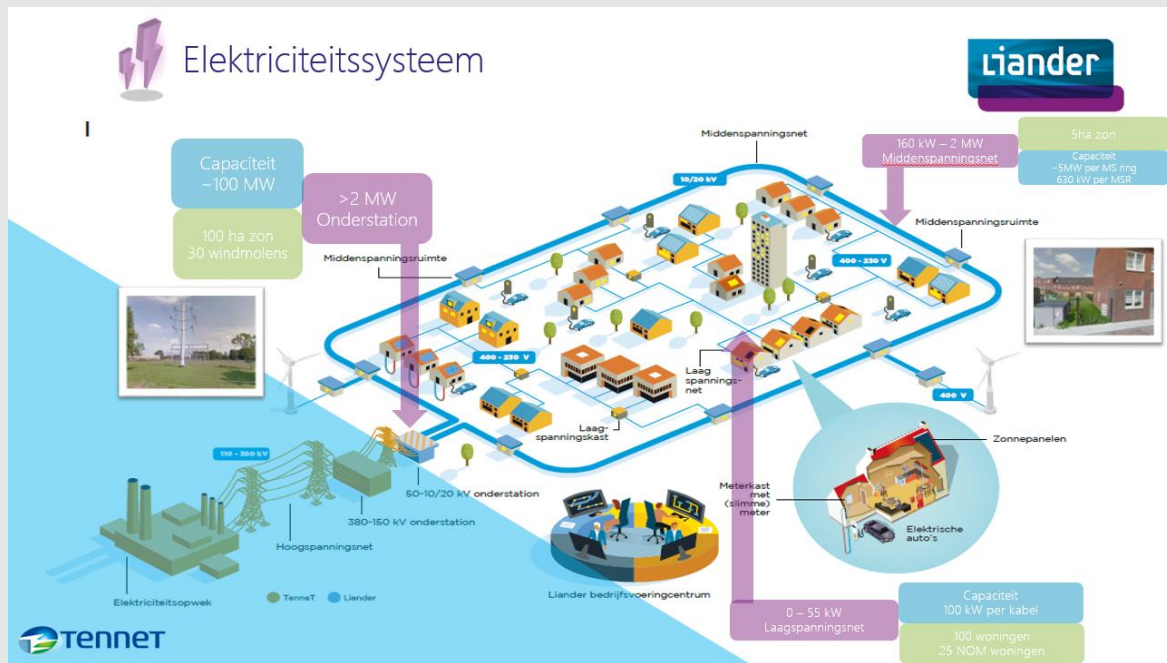 Elektriciteitssysteem
Liander
I
Capaciteit
~100 MW
>2 MW
Onderstation
100 ha zon
30 windmolens
Middenspanningsnet
160 kW – 2 MW
Middenspanningsnet
5ha zon
Capaciteit
~5MW per MS ring
630 kW per MSR
10/20 kV
Middenspanningsruimte
Middenspanningsruimte
400 - 230 V
400 - 230 V
Laag
spannings-
net
Laag-
spanningskast
400 V
110 - 380 kV
50-10/20 kV onderstation
380-150 kV onderstation
Hoogspanningsnet
Elektriciteitsopwek
TenneT
Liander
Zonnepanelen
Meterkast
met
(slimme)
meter
Elektrische
auto's
Liander bedrijfsvoeringcentrum
0 – 55 kW
Laagspanningsnet
Capaciteit
100 kW per kabel
100 woningen
25 NOM woningen
TENNET